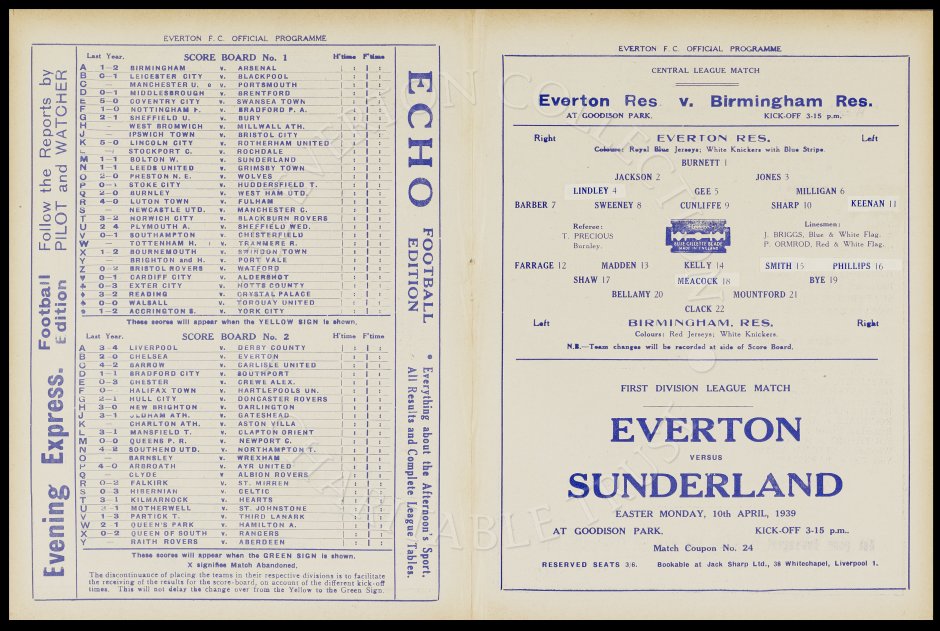 EVERTON F. C. OFFICIAL PROGRAMME
Follow the Reports by
PILOT and WATCHER
Evening Express. Football Edition
Last Year. SCORE BOARD No. 1 H'time F'time
A 1-2 BIRMINGHAM v. ARSENAL
B 0-1 LEICESTER CITY v. BLACKPOOL
C MANCHESTER U. v. PORTSMOUTH
D 0-1 MIDDLESBROUGH v. BRENTFORD
E 5-0 COVENTRY CITY v. SWANSEA TOWN
F 1-0 NOTTINGHAM F. v. BRADFORD P. A.
G 2-1 SHEFFIELD U. v. BURY
H — WEST BROMWICH v. MILLWALL ATH.
J — IPSWICH TOWN v. BRISTOL CITY
K 5-0 LINCOLN CITY v. ROTHERHAM UNITED
L — STOCKPORT C. v. ROCHDALE
M 1-1 BOLTON W. v. SUNDERLAND
N 1-1 LEEDS UNITED v. GRIMSBY TOWN
O 2-0 PRESTON N. E. v. WOLVES
P 0-1 STOKE CITY v. HUDDERSFIELD T.
Q 2-0 BURNLEY v. WEST HAM UTD.
R 4-0 LUTON TOWN v. FULHAM
S NEWCASTLE UTD. v. MANCHESTER C.
T 3-2 NORWICH CITY v. BLACKBURN ROVERS
U 2-4 PLYMOUTH A. v. SHEFFIELD WED.
V 0-1 SOUTHAMPTON v. CHESTERFIELD
W — TOTTENHAM H. v. TRANMERE R.
X 1-2 BOURNEMOUTH v. SWINDON TOWN
Y BRIGHTON and H. v. PORT VALE
Z 0-2 BRISTOL ROVERS v. WATFORD
0-1 CARDIFF CITY v. ALDERSHOT
0-3 EXTER CITY v. NOTTS COUNTY
3-2 READING v. CRYSTAL PALACE
0-0 WALSALL v. TORQUAY UNITED
1-2 ACCRINGTON S. v. YORK CITY
These scores will appear when the YELLOW SIGN is shown.
Last Year. SCORE BOARD No. 2 H'time F'time
A 3-4 LIVERPOOL v. DERBY COUNTY
B 2-0 CHELSEA v. EVERTON
C 4-2 BARROW v. CARLISLE UNITED
D 1-1 BRADFORD CITY v. SOUTHPORT
E 0-3 CHESTER v. CREWE ALEX.
F 0- HALIFAX TOWN v. HARTLEPOOLS UN.
G 2-1 HULL CITY v. DONCASTER ROVERS
H 3-0 NEW BRIGHTON v. DARLINGTON
J 3-1 OLDHAM ATH. v. GATESHEAD
K CHARLTON ATH. v. ASTON VILLA
L 3-1 MANSFIELD T. v. CLAPTON ORIENT
M 0-0 QUEENS P. R. v. NEWPORT C.
N 4-2 SOUTHEND UTD. v. NORTHAMPTON T.
O — BARNSLEY v. WREXHAM
P 4-0 ARBROATH v. AYR UNITED
Q — CLYDE v. ALBION ROVERS
R 0-2 FALKIRK v. ST. MIRREN
S 0-3 HIBERNIAN v. CELTIC
T 3-1 KILMARNOCK v. HEARTS
U 3-1 MOTHERWELL v. ST. JOHNSTONE
V 1-3 PARTICK T. v. THIRD LANARK
W 2-1 QUEEN'S PARK v. HAMILTON A.
X 0-2 QUEEN OF SOUTH v. RANGERS
Y — RAITH ROVERS v. ABERDEEN
These scores will appear when the GREEN SIGN is shown.
X signifies Match Abandoned.
The discontinuance of placing the teams in their respective divisions is to facilitate
the receiving of the results for the score-board, on account of the different kick-off
times. This will not delay the change over from the Yellow to the Green Sign.
ECHO FOOTBALL EDITION
• Everything about the Afternoon's Sport.
All Results and Complete League Tables.
EVERTON F. C. OFFICIAL PROGRAMME
CENTRAL LEAGUE MATCH
Everton Res. v. Birmingham Res.
AT GOODISON PARK. KICK-OFF 3-15 p.m.
Right EVERTON RES. Left
Colours: Royal Blue Jerseys; White Knickers with Blue Stripe.
BURNETT 1
JACKSON 2 JONES 3
LINDLEY 4 GEE 5 MILLIGAN 6
BARBER 7 SWEENEY 8 CUNLIFFE 9 SHARP 10 KEENAN 11
Referee: Linesmen:
T. PRECIOUS J. BRIGGS, Blue & White Flag.
Burnley. P. ORMROD, Red & White Flag.
BLUE GILLETTE BLADE
MADE IN ENGLAND
FARRAGE 12 MADDEN 13 KELLY 14 SMITH 15 PHILLIPS 16
SHAW 17 MEACOCK 18 BYE 19
BELLAMY 20 MOUNTFORD 21
CLACK 22
Left BIRMINGHAM, RES. Right
Colours: Red Jerseys; White Knickers.
N.B.—Team changes will be recorded at side of Score Board.
FIRST DIVISION LEAGUE MATCH
EVERTON
VERSUS
SUNDERLAND
EASTER MONDAY, 10th APRIL, 1939
AT GOODISON PARK. KICK-OFF 3-15 p.m.
Match Coupon No. 24
RESERVED SEATS 3/6. Bookable at Jack Sharp Ltd., 38 Whitechapel, Liverpool 1.
EVERTON COLLECTION
CHARITABLE TRUST